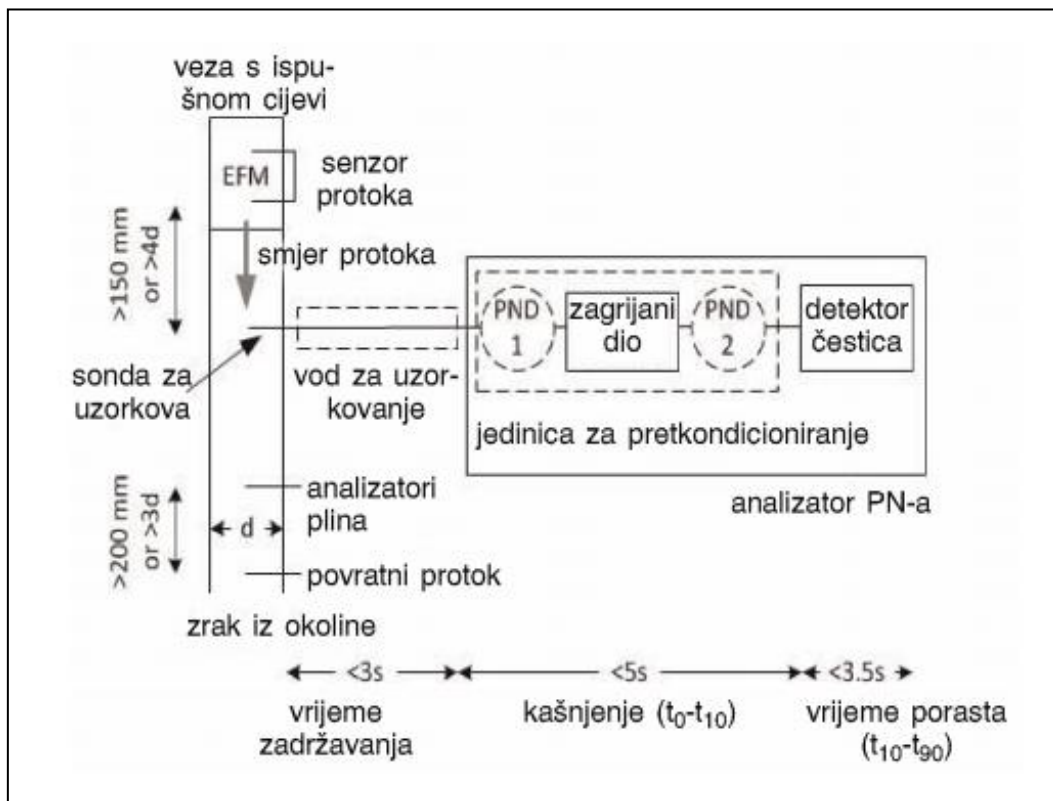 veza s ispu-
šnom cijevi
EFM
senzor
protoka
>150 mm
or >4d
smjer protoka
sonda za
uzorkova
vod za uzor-
kovanje
PND
1
zagrijani
dio
PND
2
detektor
čestica
jedinica za pretkondicioniranje
analizator PN-a
>200 mm
or >3d
d
analizatori
plina
povratni protok
zrak iz okoline
<3s
<5s
<3.5s
vrijeme
zadržavanja
kašnjenje (t0-t10)
vrijeme porasta
(t10-t90)